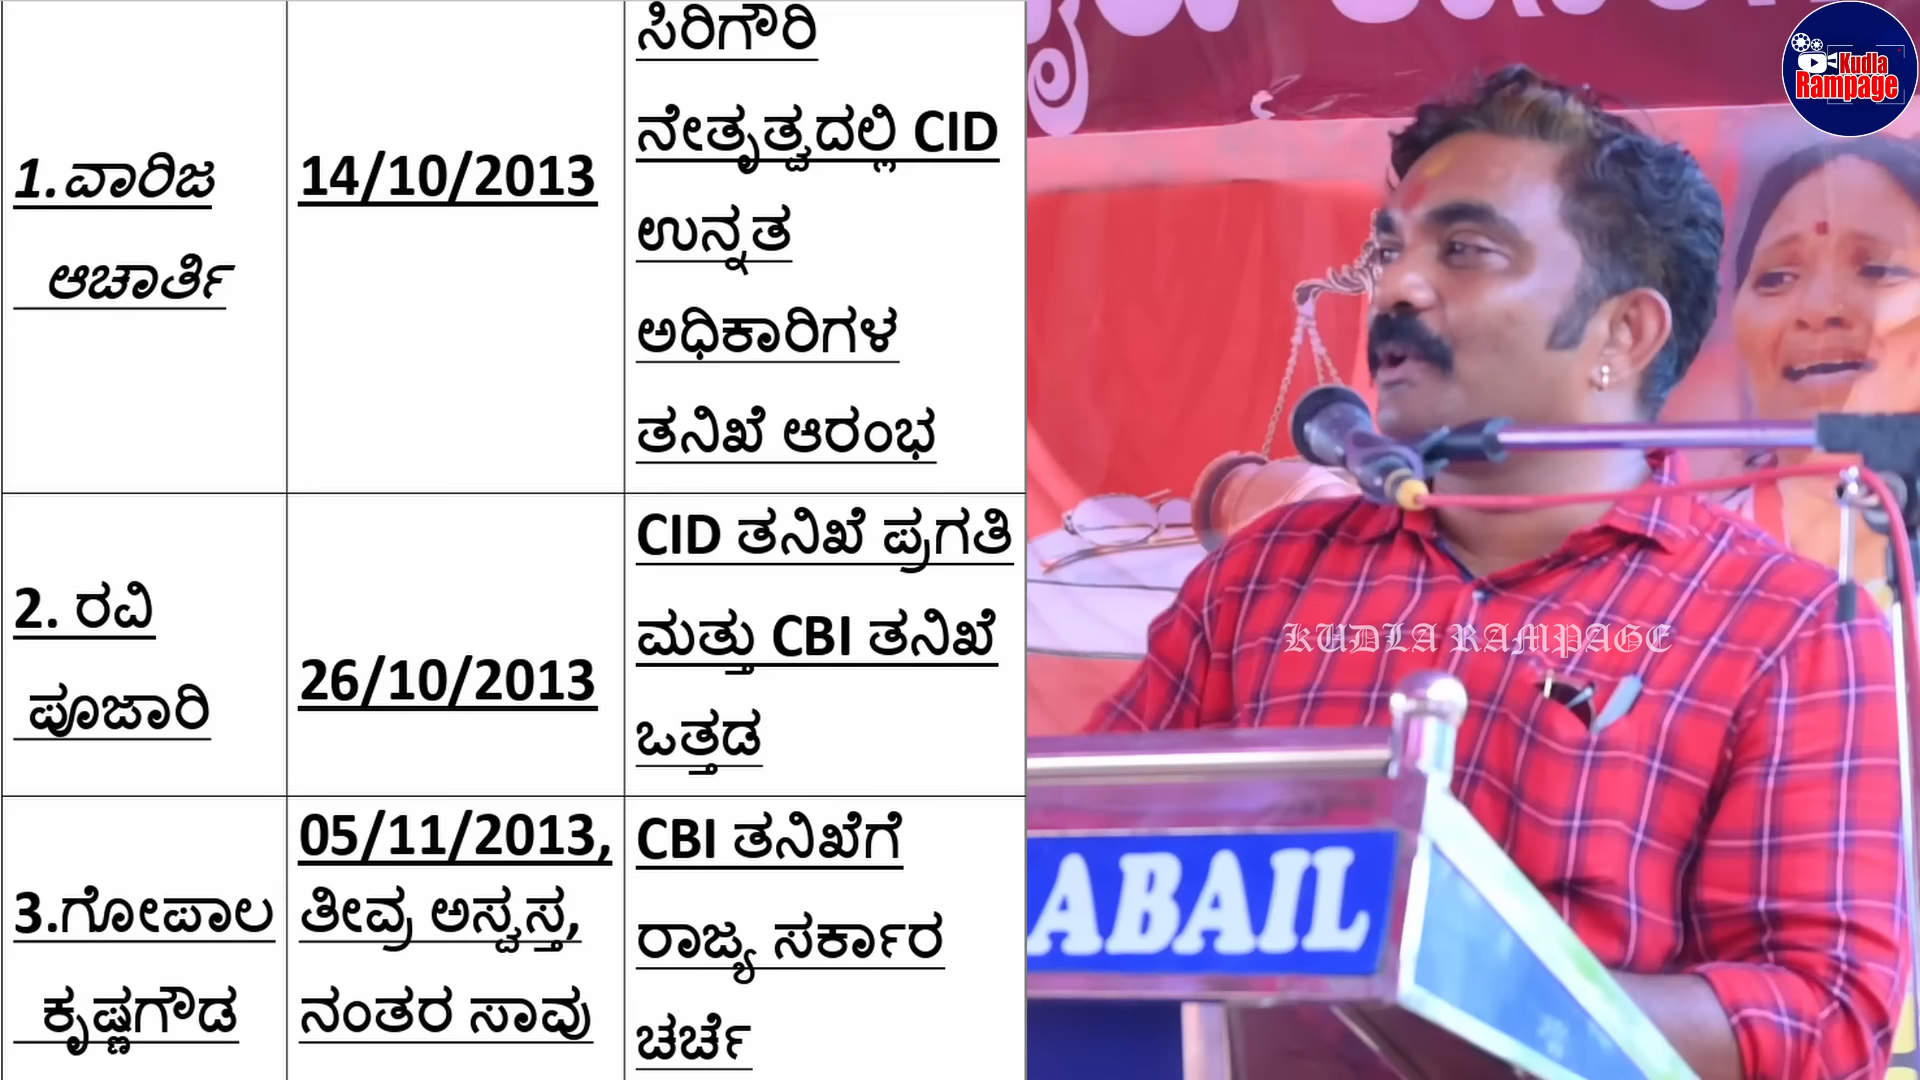 1.ವಾರಿಜ
ಆಚಾರ್ತಿ
14/10/2013
ಸಿರಿಗೌರಿ
ನೇತೃತ್ವದಲ್ಲಿ CID
ಉನ್ನತ
ಅಧಿಕಾರಿಗಳ
ತನಿಖೆ ಆರಂಭ
2. ರವಿ
ಪೂಜಾರಿ
26/10/2013
CID ತನಿಖೆ ಪ್ರಗತಿ
ಮತ್ತು CBI ತನಿಖೆ
ಒತ್ತಡ
3.ಗೋಪಾಲ
ಕೃಷ್ಣಗೌಡ
05/11/2013,
ತೀವ್ರ ಅಸ್ವಸ್ತ,
ನಂತರ ಸಾವು
CBI ತನಿಖೆಗೆ
ರಾಜ್ಯ ಸರ್ಕಾರ
ಚರ್ಚೆ
Kudla
Rampage
KUDLA RAMPAGE
ABAIL